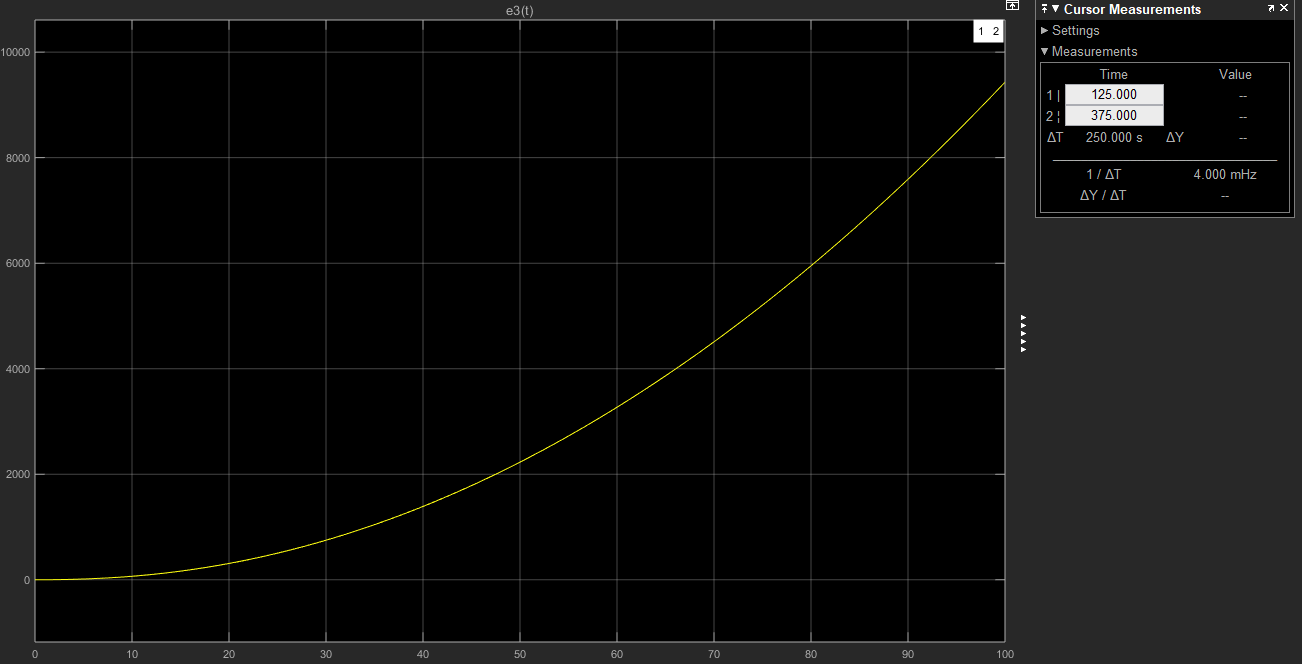 e3(t)
1 2
10000
8000
6000
4000
2000
0
0 10 20 30 40 50 60 70 80 90 100
Cursor Measurements
Settings
Measurements
Time Value
1 | 125.000 --
2 ¦ 375.000 --
ΔT 250.000 s ΔY --
1 / ΔT 4.000 mHz
ΔY / ΔT --